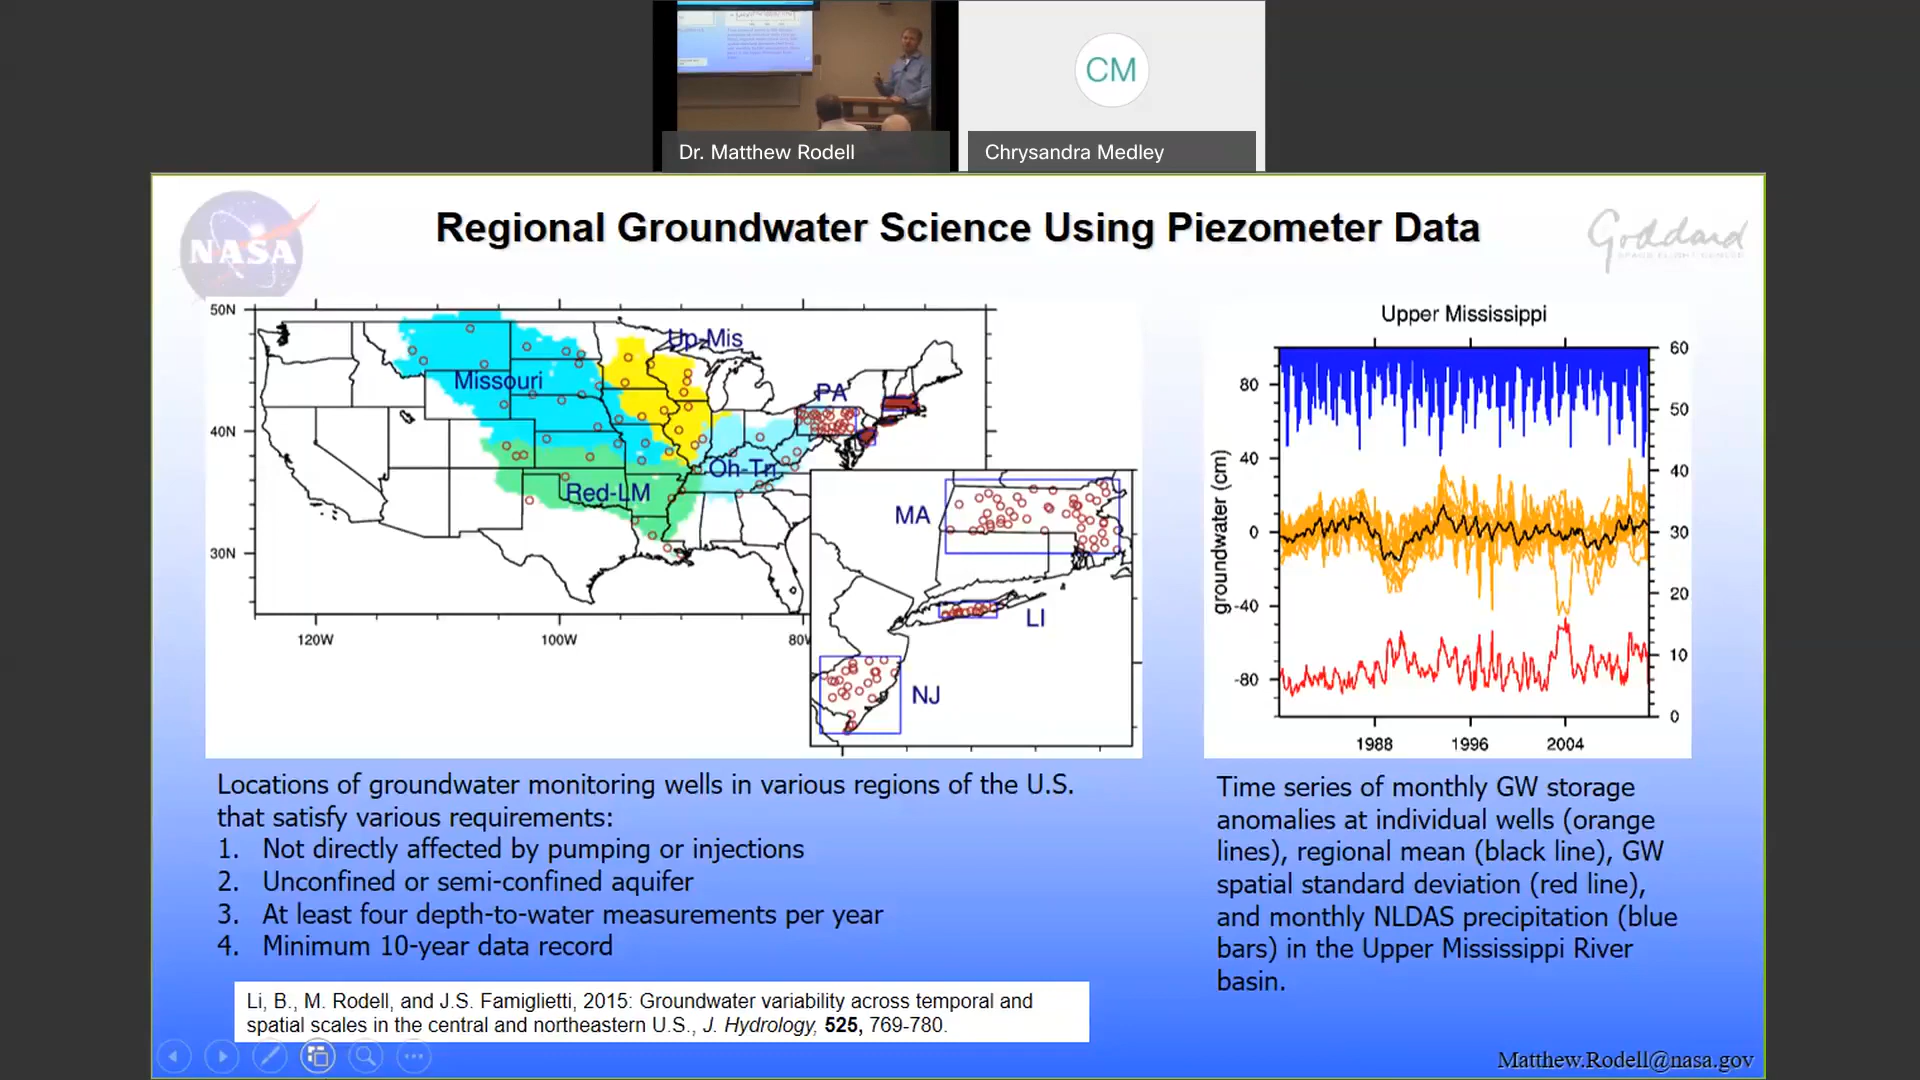 CM
Dr. Matthew Rodell
Chrysandra Medley
NASA
Regional Groundwater Science Using Piezometer Data
Goddard
SPACE FLIGHT CENTER
50N
40N
30N
120W
100W
80W
Missouri
Up-Mis
PA
Oh-Tn
Red-LM
MA
LI
NJ
Upper Mississippi
groundwater (cm)
80
40
0
-40
-80
60
50
40
30
20
10
0
1988
1996
2004
Locations of groundwater monitoring wells in various regions of the U.S.
that satisfy various requirements:
1. Not directly affected by pumping or injections
2. Unconfined or semi-confined aquifer
3. At least four depth-to-water measurements per year
4. Minimum 10-year data record
Time series of monthly GW storage
anomalies at individual wells (orange
lines), regional mean (black line), GW
spatial standard deviation (red line),
and monthly NLDAS precipitation (blue
bars) in the Upper Mississippi River
basin.
Li, B., M. Rodell, and J.S. Famiglietti, 2015: Groundwater variability across temporal and
spatial scales in the central and northeastern U.S., J. Hydrology, 525, 769-780.
Matthew.Rodell@nasa.gov